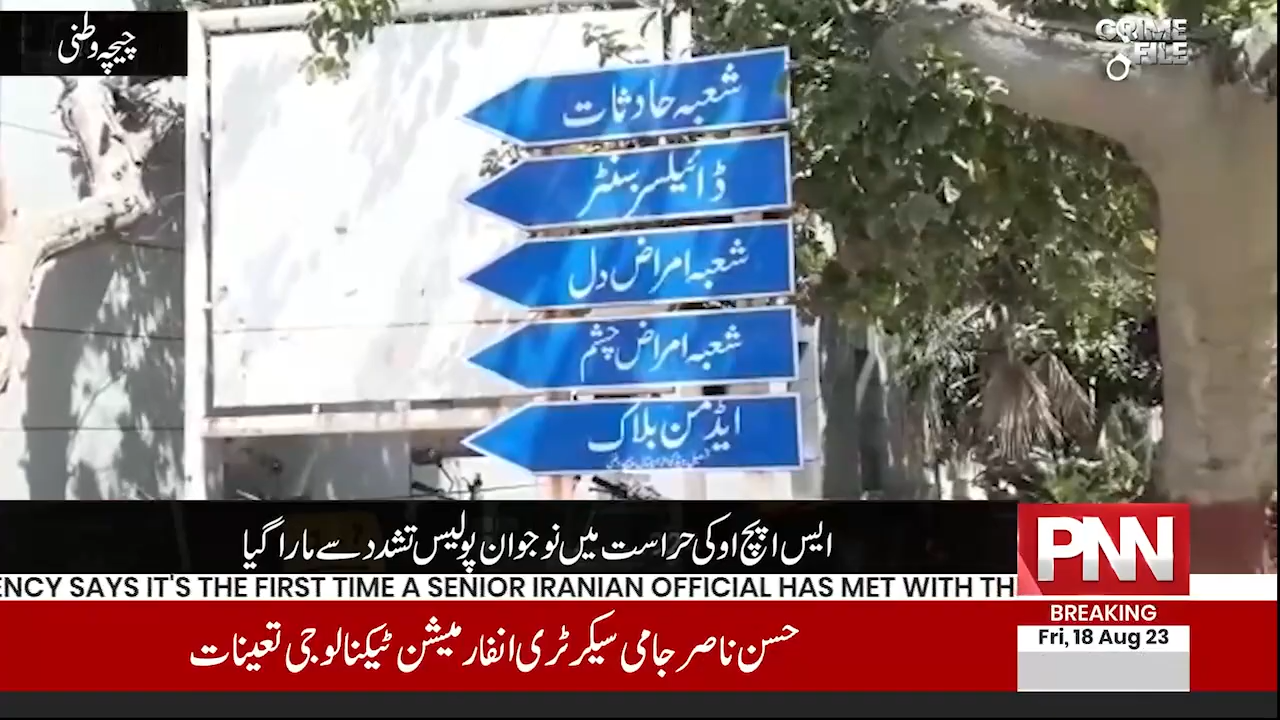 چیچہ وطنی
CRIME FILE
شعبہ حادثات
ڈائیلسز سنٹر
شعبہ امراض دل
شعبہ امراض چشم
ایڈمن بلاک
ایس ایچ او کی حراست میں نوجوان پولیس تشدد سے مارا گیا
PNN
ENCY SAYS IT'S THE FIRST TIME A SENIOR IRANIAN OFFICIAL HAS MET WITH TH
BREAKING
Fri, 18 Aug 23
حسن ناصر جامی سیکرٹری انفارمیشن ٹیکنالوجی تعینات